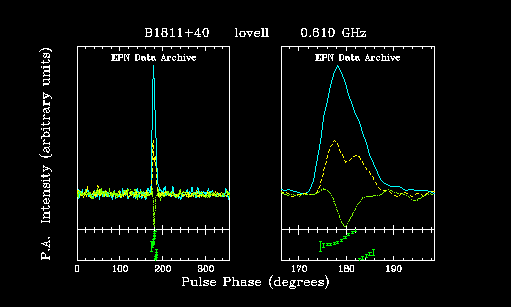 B1811+40 lovell 0.610 GHz
EPN Data Archive EPN Data Archive
P.A. Intensity (arbitrary units)
0 100 200 300 170 180 190
Pulse Phase (degrees)